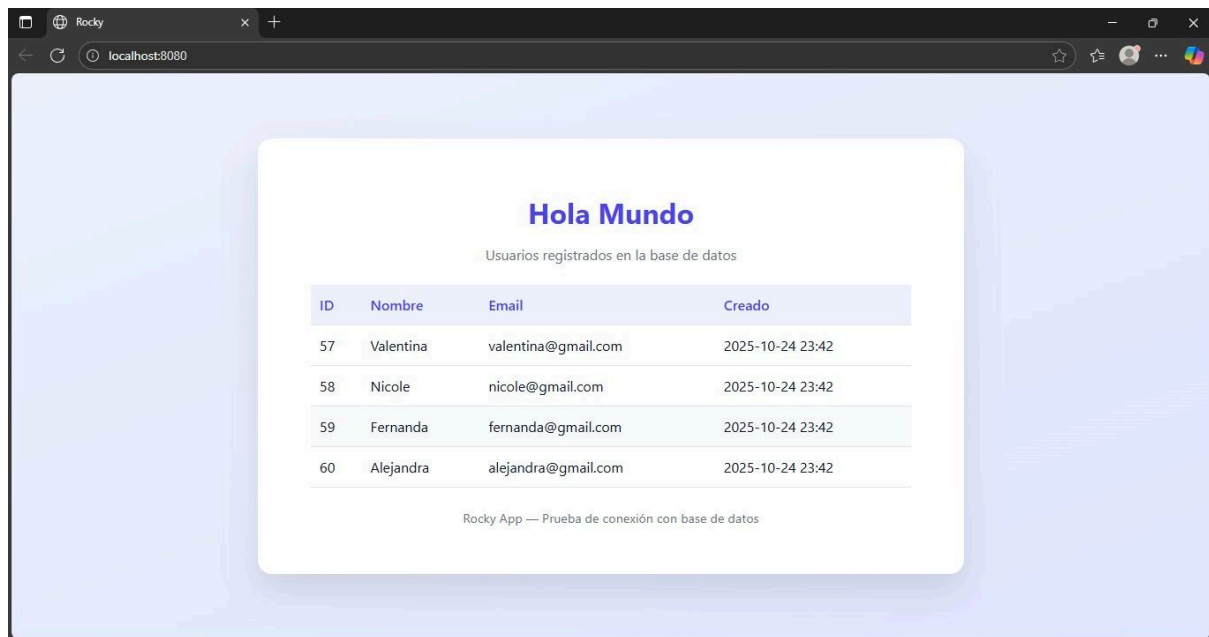 Rocky
localhost:8080
Hola Mundo
Usuarios registrados en la base de datos
ID Nombre Email Creado
57 Valentina valentina@gmail.com 2025-10-24 23:42
58 Nicole nicole@gmail.com 2025-10-24 23:42
59 Fernanda fernanda@gmail.com 2025-10-24 23:42
60 Alejandra alejandra@gmail.com 2025-10-24 23:42
Rocky App — Prueba de conexión con base de datos